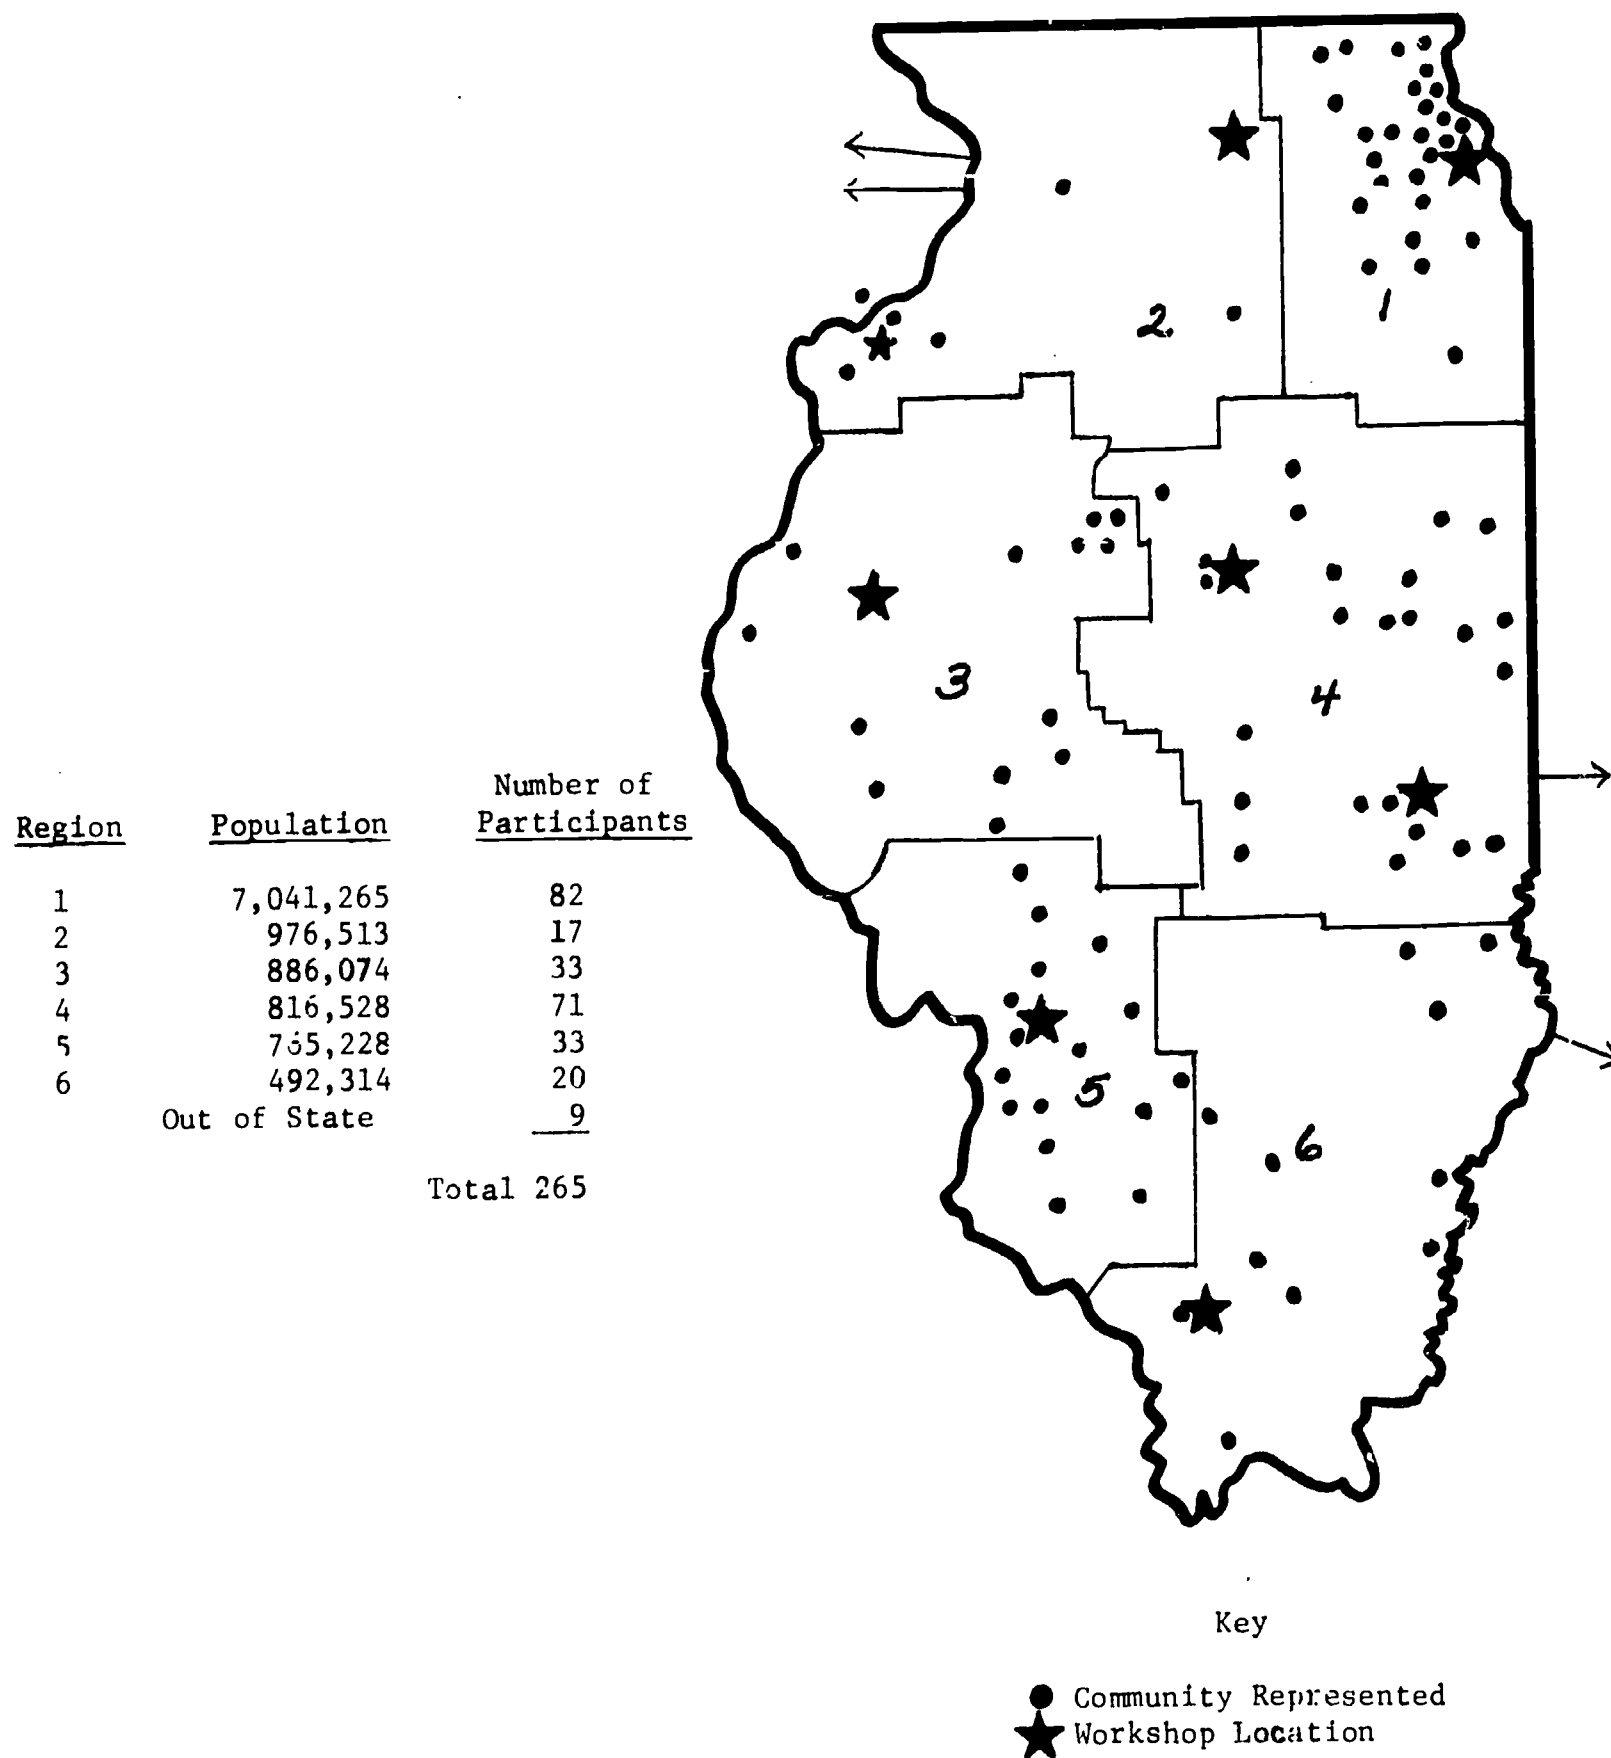 Region Population Number of Participants
1 7,041,265 82
2 976,513 17
3 886,074 33
4 816,528 71
5 33
6 492,314 20
Out of State 9
Total 265
1
2.
3
4
5
6
Key
Community Represented
Workshop Location